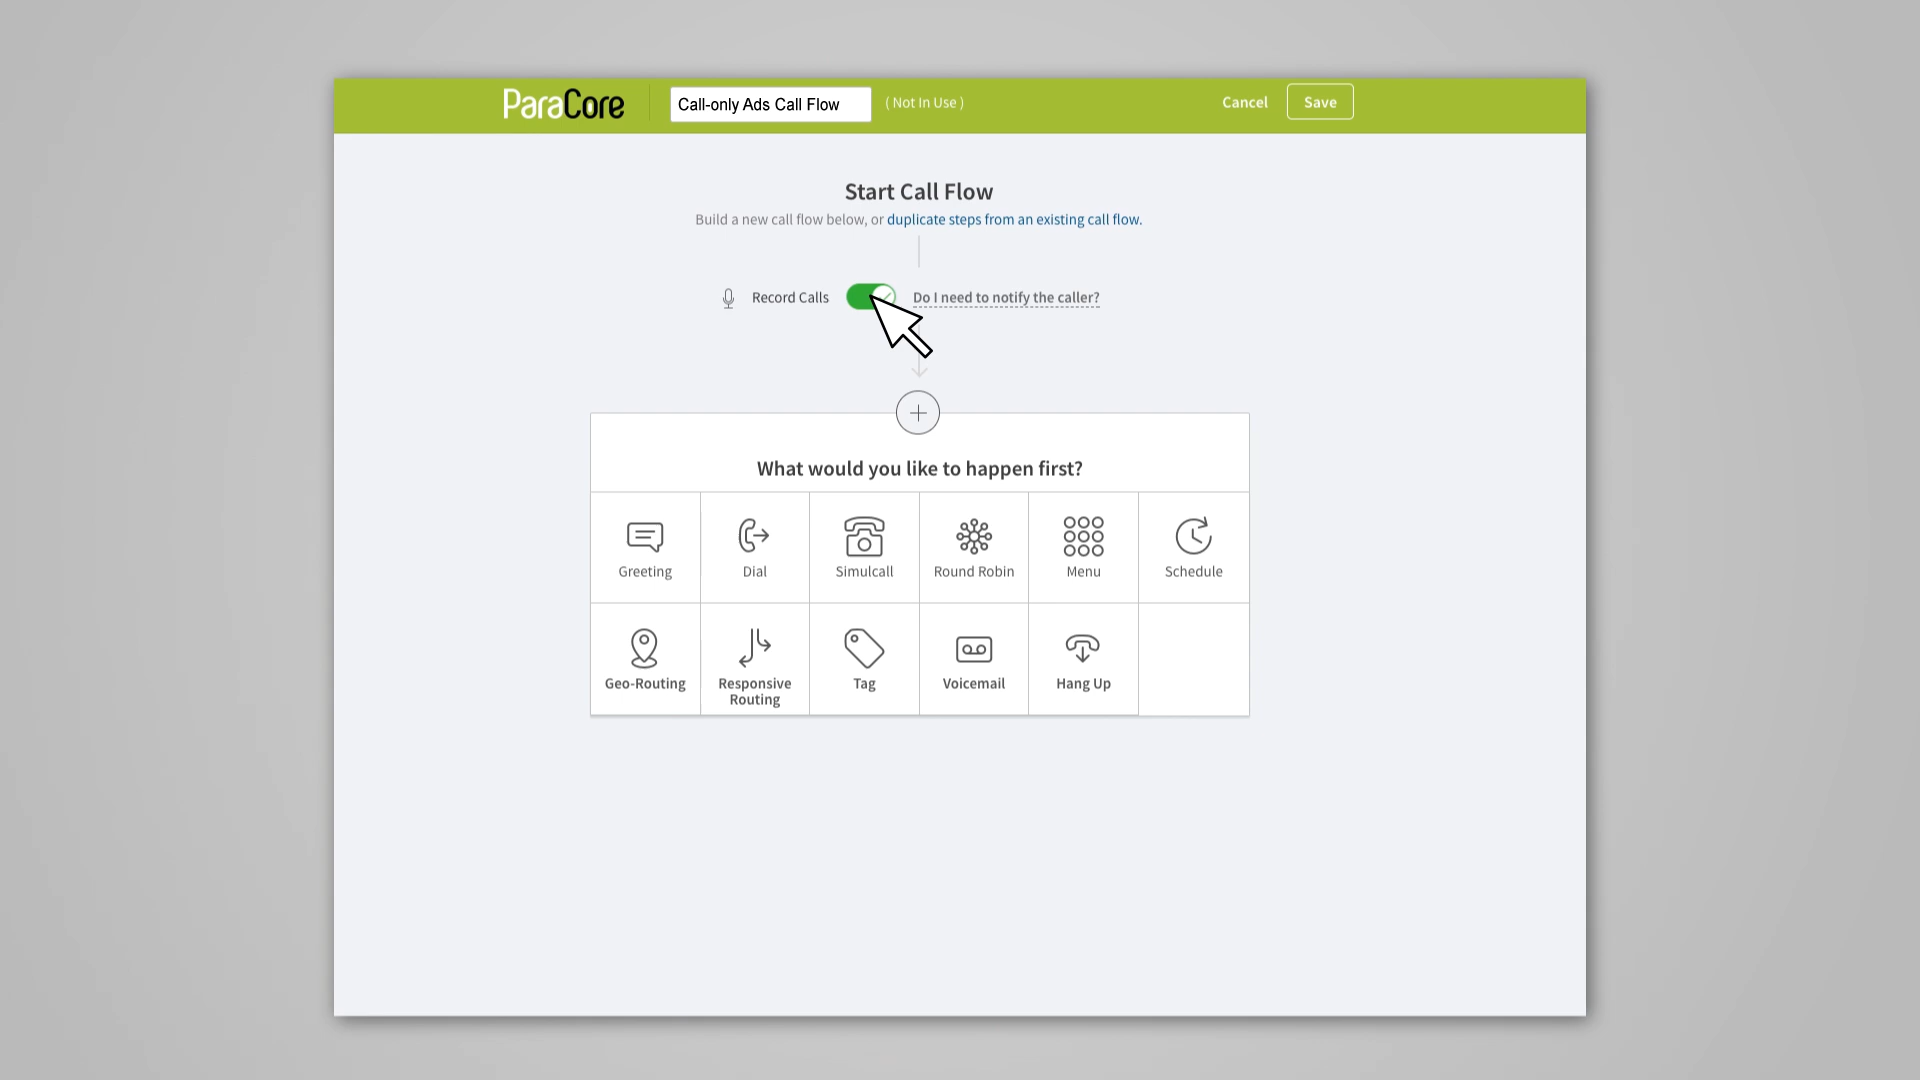 ParaCore
Call-only Ads Call Flow
( Not In Use )
Cancel
Save
Start Call Flow
Build a new call flow below, or duplicate steps from an existing call flow.
Record Calls
Do I need to notify the caller?
What would you like to happen first?
Greeting
Dial
Simulcall
Round Robin
Menu
Schedule
Geo-Routing
Responsive
Routing
Tag
Voicemail
Hang Up